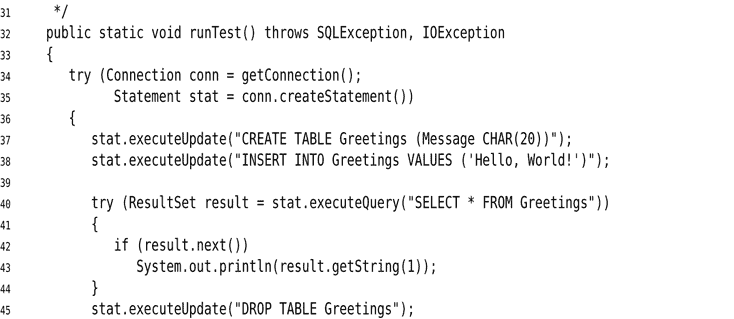 31       */
32    public static void runTest() throws SQLException, IOException
33    {
34       try (Connection conn = getConnection();
35             Statement stat = conn.createStatement())
36       {
37          stat.executeUpdate("CREATE TABLE Greetings (Message CHAR(20))");
38          stat.executeUpdate("INSERT INTO Greetings VALUES ('Hello, World!')");
39
40          try (ResultSet result = stat.executeQuery("SELECT * FROM Greetings"))
41          {
42             if (result.next())
43                System.out.println(result.getString(1));
44          }
45          stat.executeUpdate("DROP TABLE Greetings");